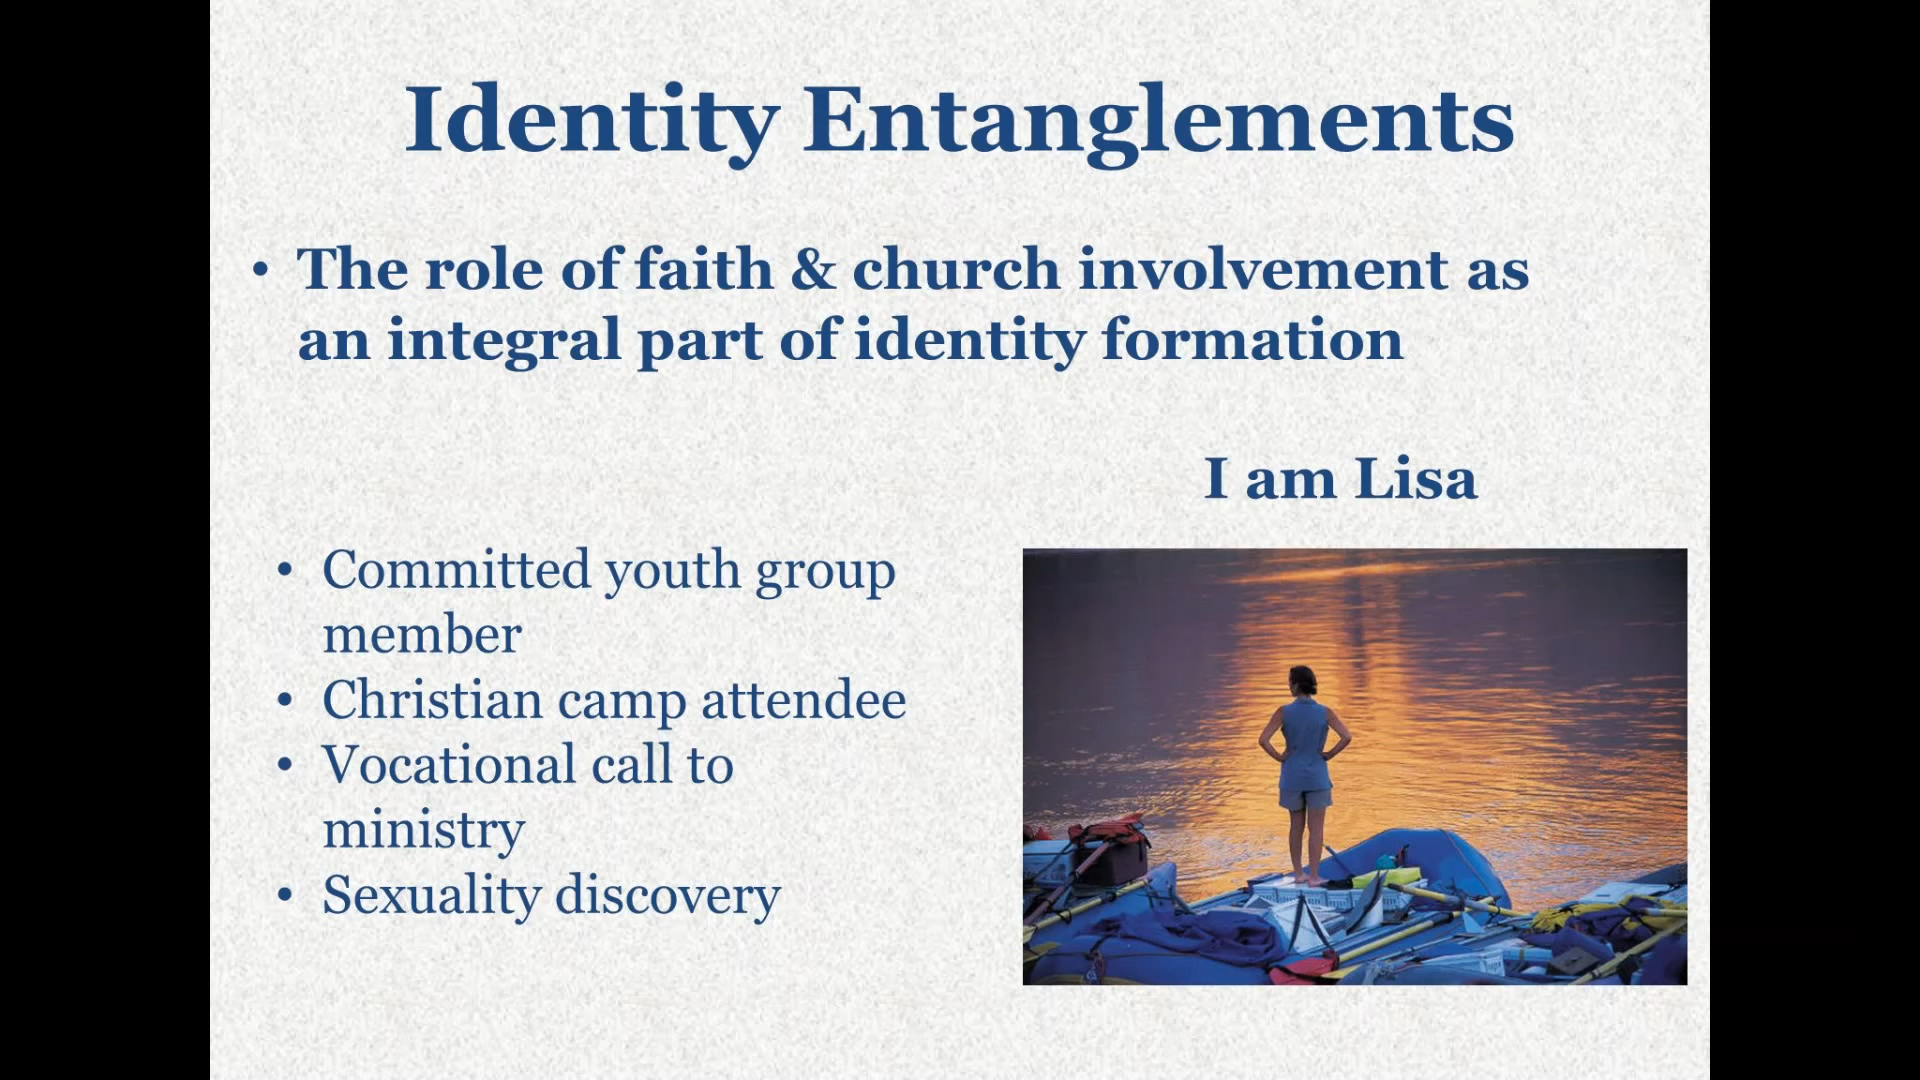 Identity Entanglements
• The role of faith & church involvement as
an integral part of identity formation
I am Lisa
• Committed youth group
member
• Christian camp attendee
• Vocational call to
ministry
• Sexuality discovery